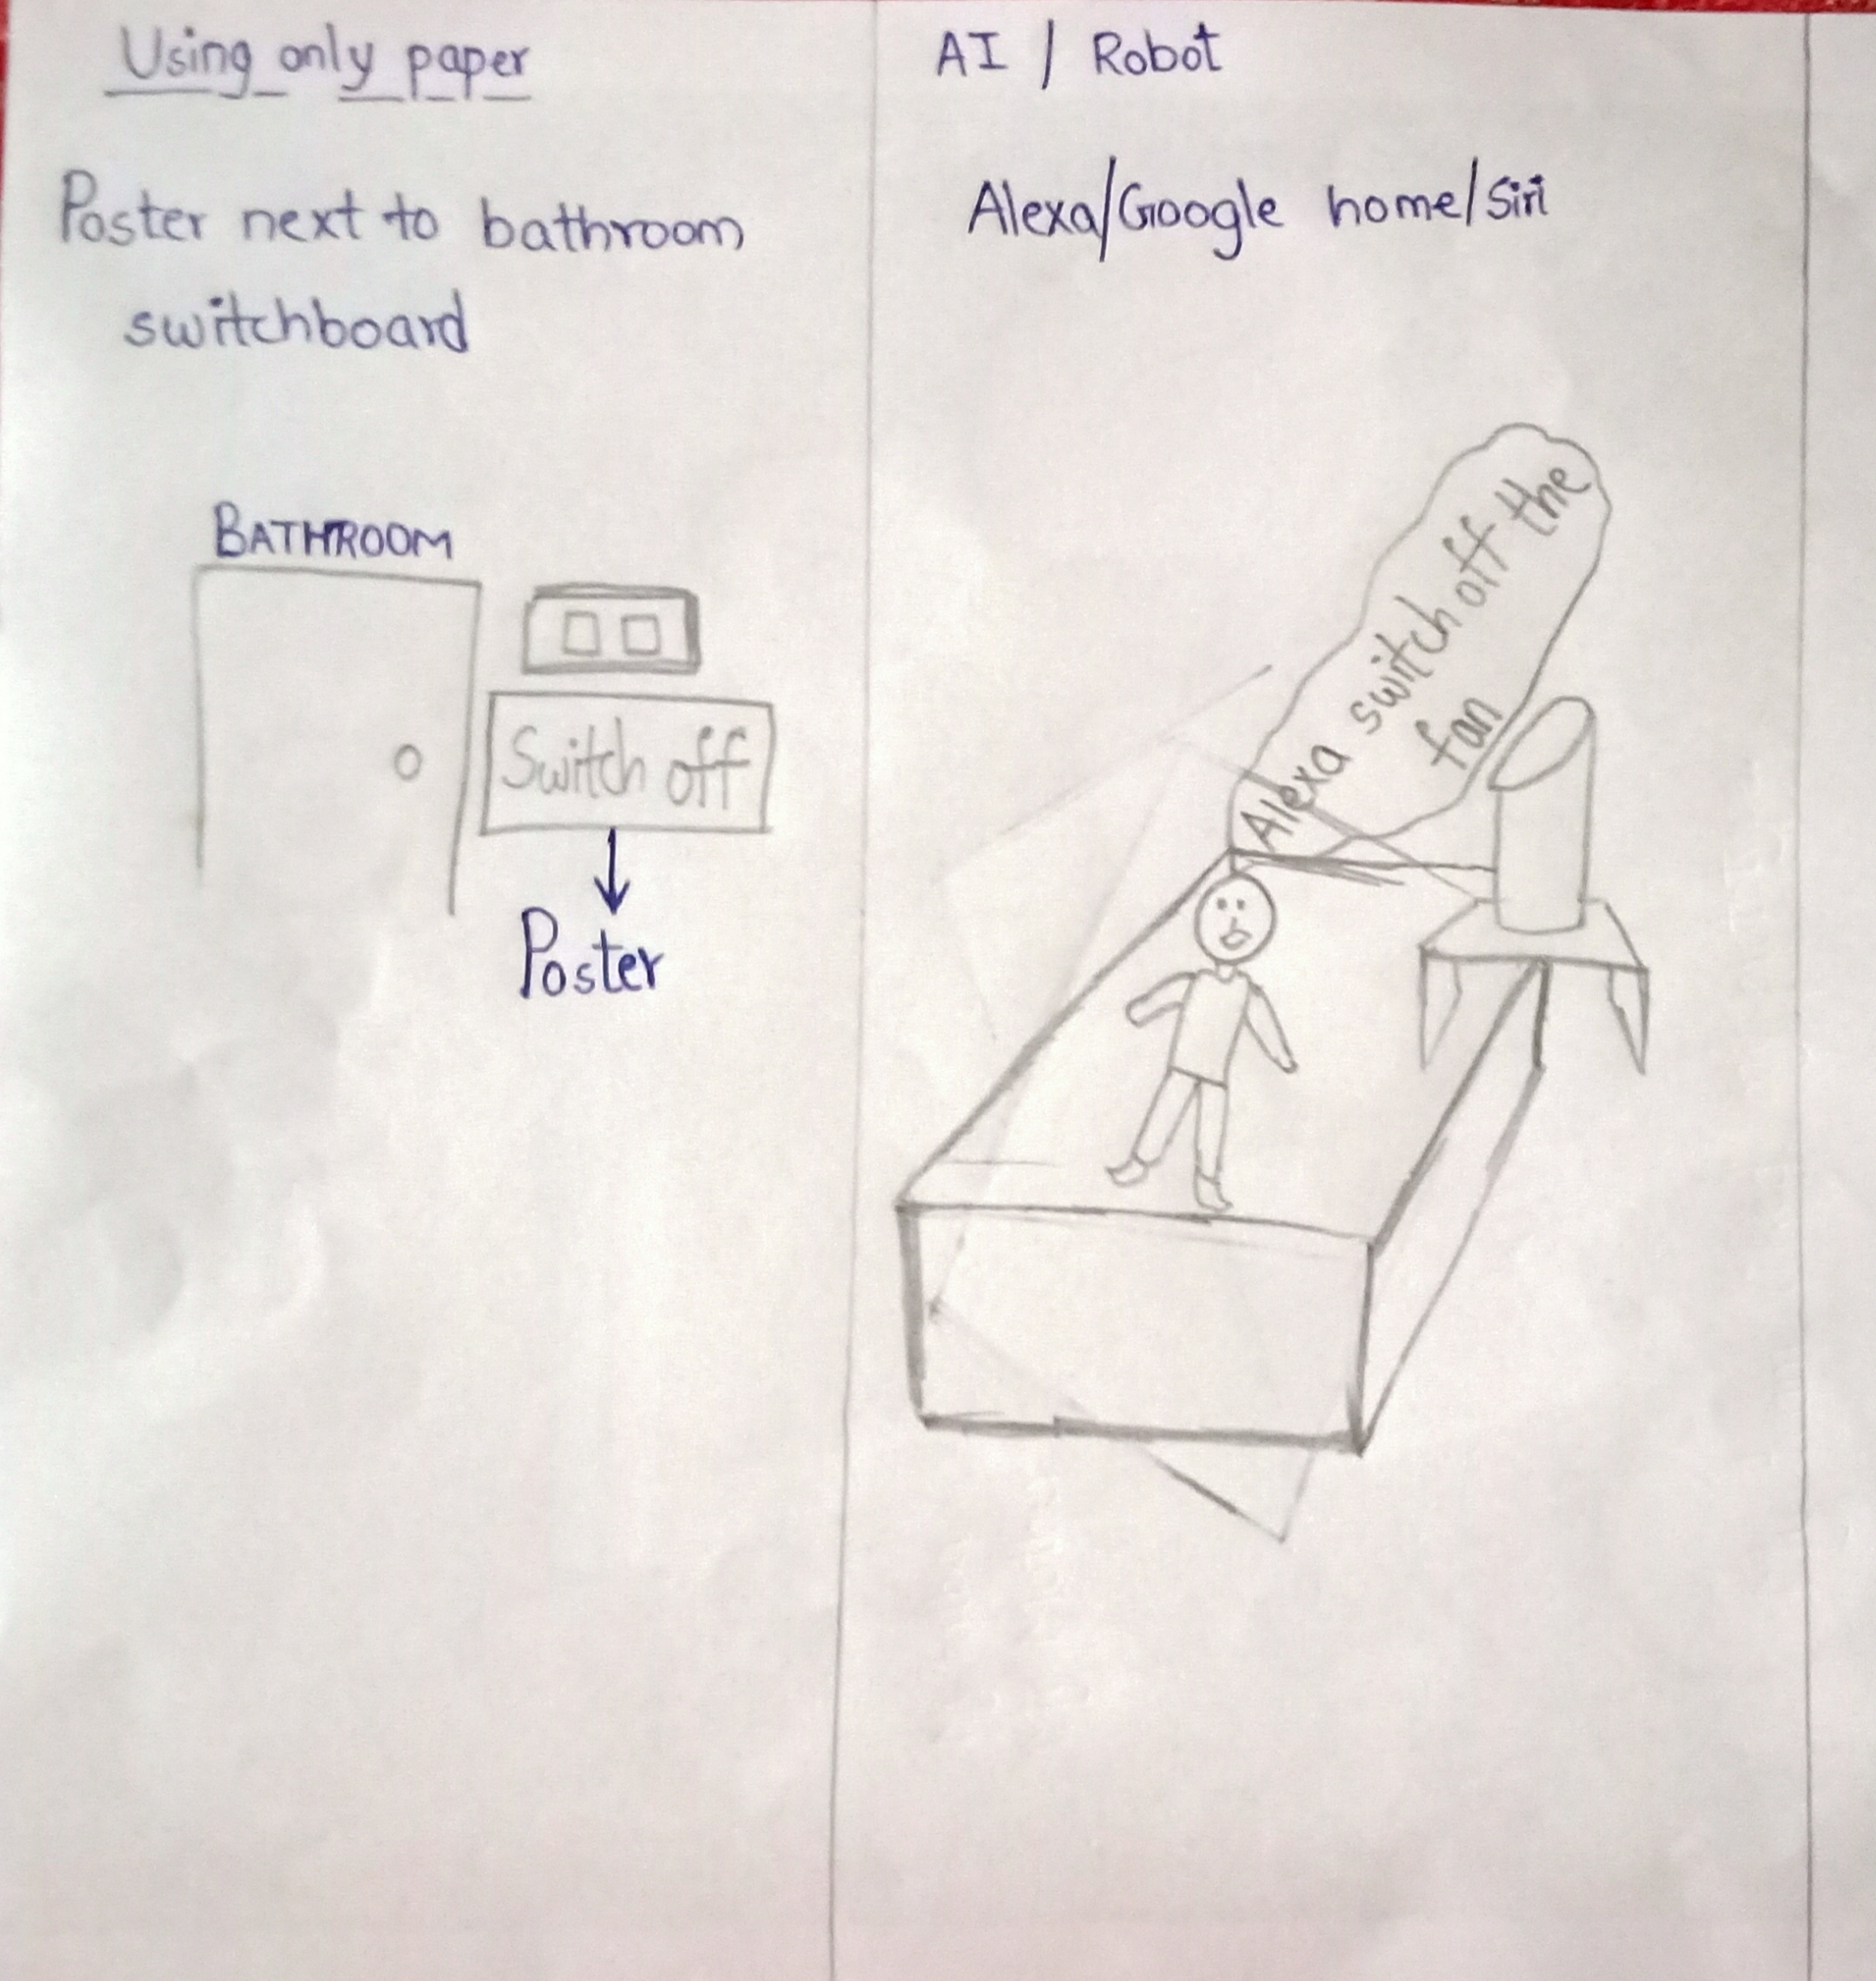 Using only paper
Poster next to bathroom
switchboard
BATHROOM
Switch off
Poster
AI / Robot
Alexa/Google home/Siri
Alexa switch off the
fan